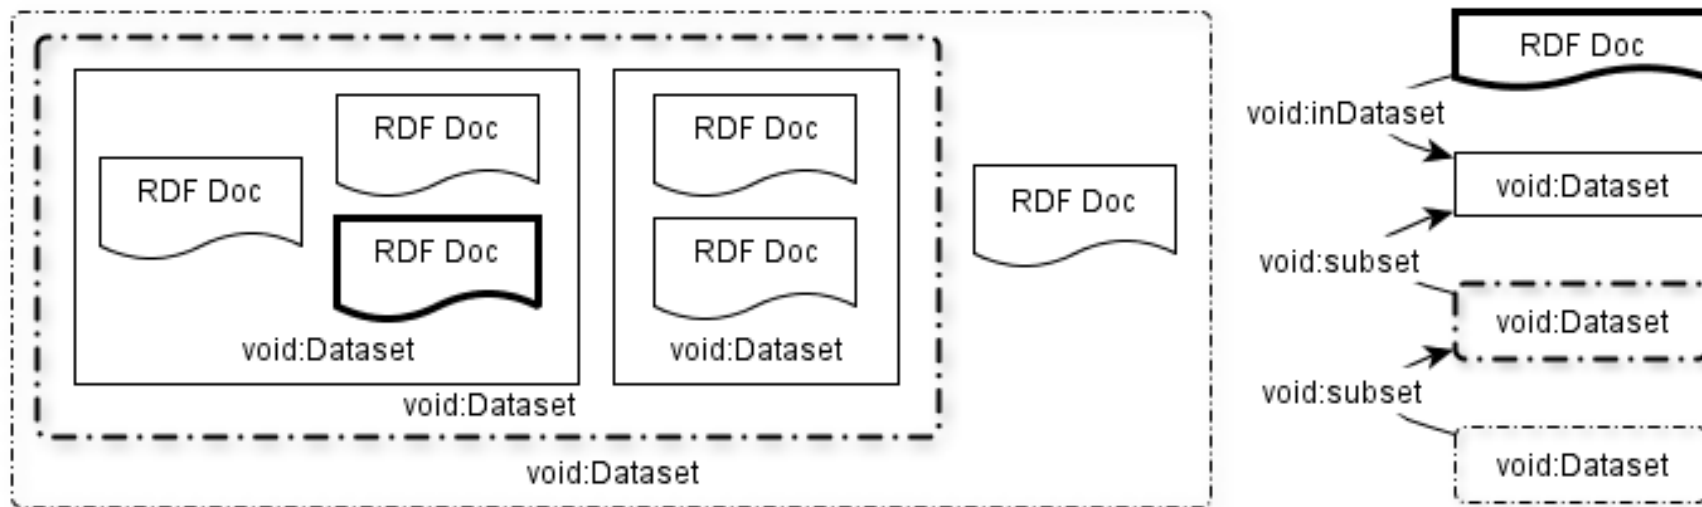 RDF Doc
RDF Doc
RDF Doc
void:Dataset
RDF Doc
RDF Doc
void:Dataset
void:Dataset
RDF Doc
void:Dataset
RDF Doc
void:inDataset
void:Dataset
void:subset
void:Dataset
void:subset
void:Dataset